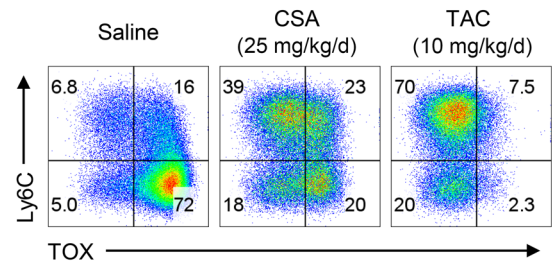 Saline
CSA
(25 mg/kg/d)
TAC
(10 mg/kg/d)
6.8 16
39 23
70 7.5
5.0 72
18 20
20 2.3
Ly6C
TOX